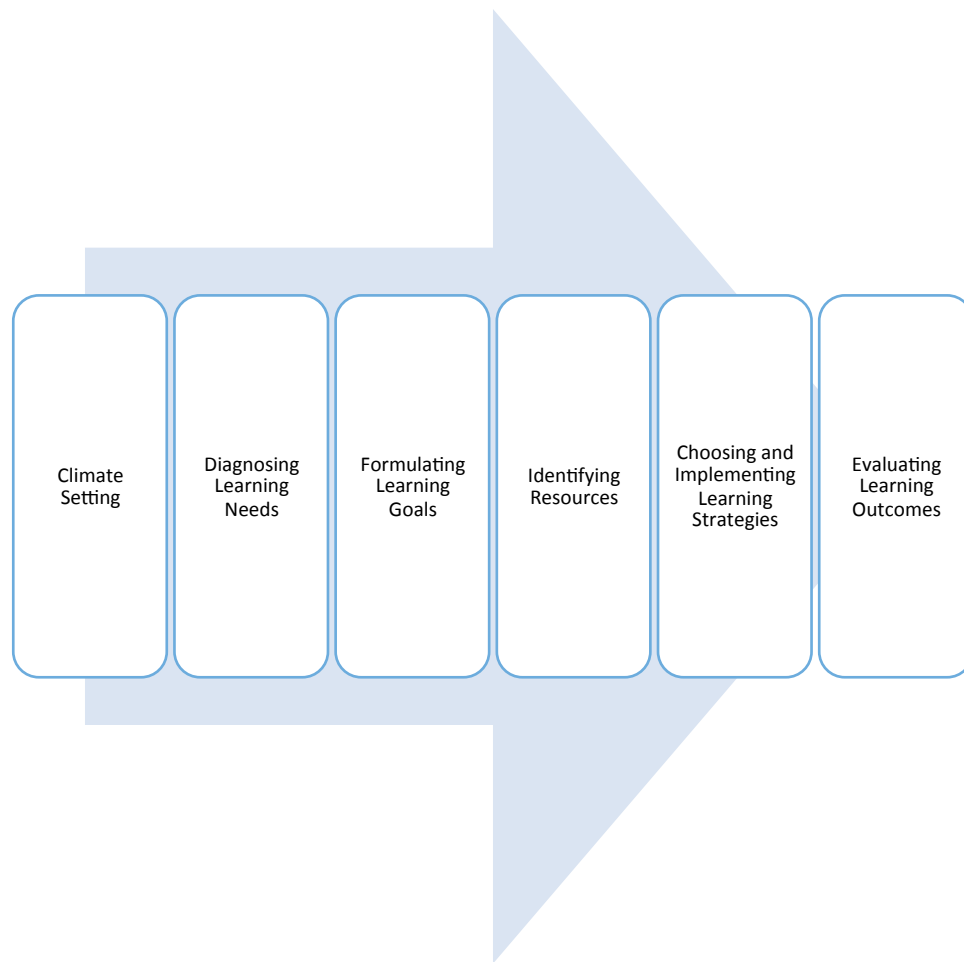 Climate
Setting
Diagnosing
Learning
Needs
Formulating
Learning
Goals
Identifying
Resources
Choosing and
Implementing
Learning
Strategies
Evaluating
Learning
Outcomes